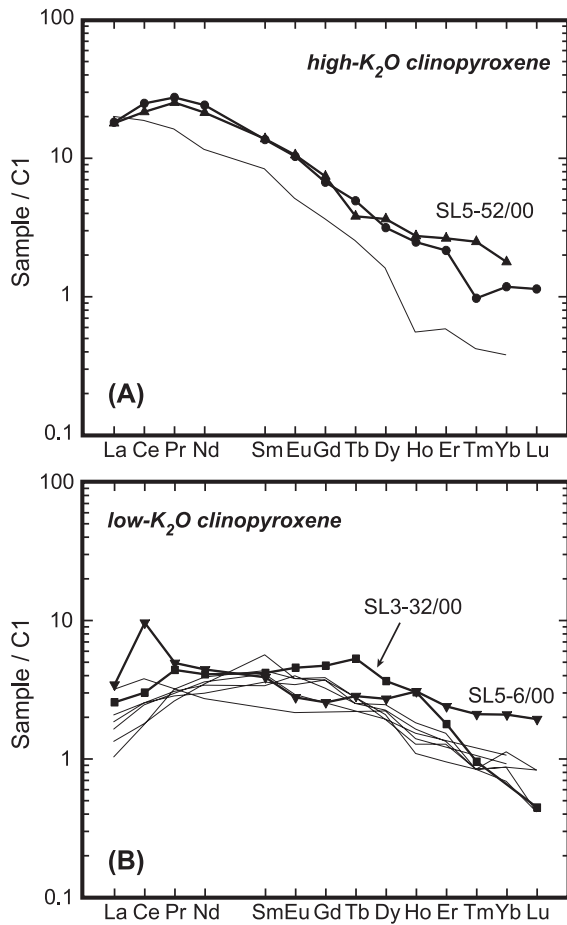 100
high-K₂O clinopyroxene
10
Sample / C1
SL5-52/00
1
(A)
0.1
La Ce Pr Nd Sm Eu Gd Tb Dy Ho Er Tm Yb Lu
100
low-K₂O clinopyroxene
SL3-32/00
10
Sample / C1
SL5-6/00
1
(B)
0.1
La Ce Pr Nd Sm Eu Gd Tb Dy Ho Er Tm Yb Lu